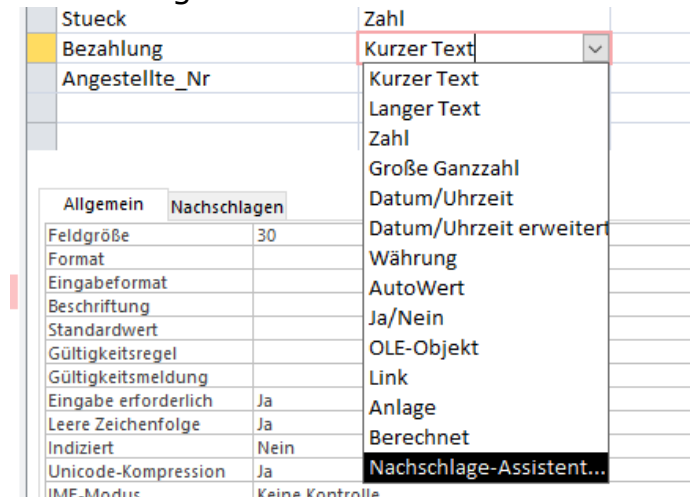 Stueck Zahl
Bezahlung Kurzer Text
Angestellte_Nr
Kurzer Text
Langer Text
Zahl
Große Ganzzahl
Datum/Uhrzeit
Datum/Uhrzeit erweitert
Währung
AutoWert
Ja/Nein
OLE-Objekt
Link
Anlage
Berechnet
Nachschlage-Assistent...
Allgemein Nachschlagen
Feldgröße 30
Format
Eingabeformat
Beschriftung
Standardwert
Gültigkeitsregel
Gültigkeitsmeldung
Eingabe erforderlich Ja
Leere Zeichenfolge Ja
Indiziert Nein
Unicode-Kompression Ja
IME-Modus Keine Kontrolle